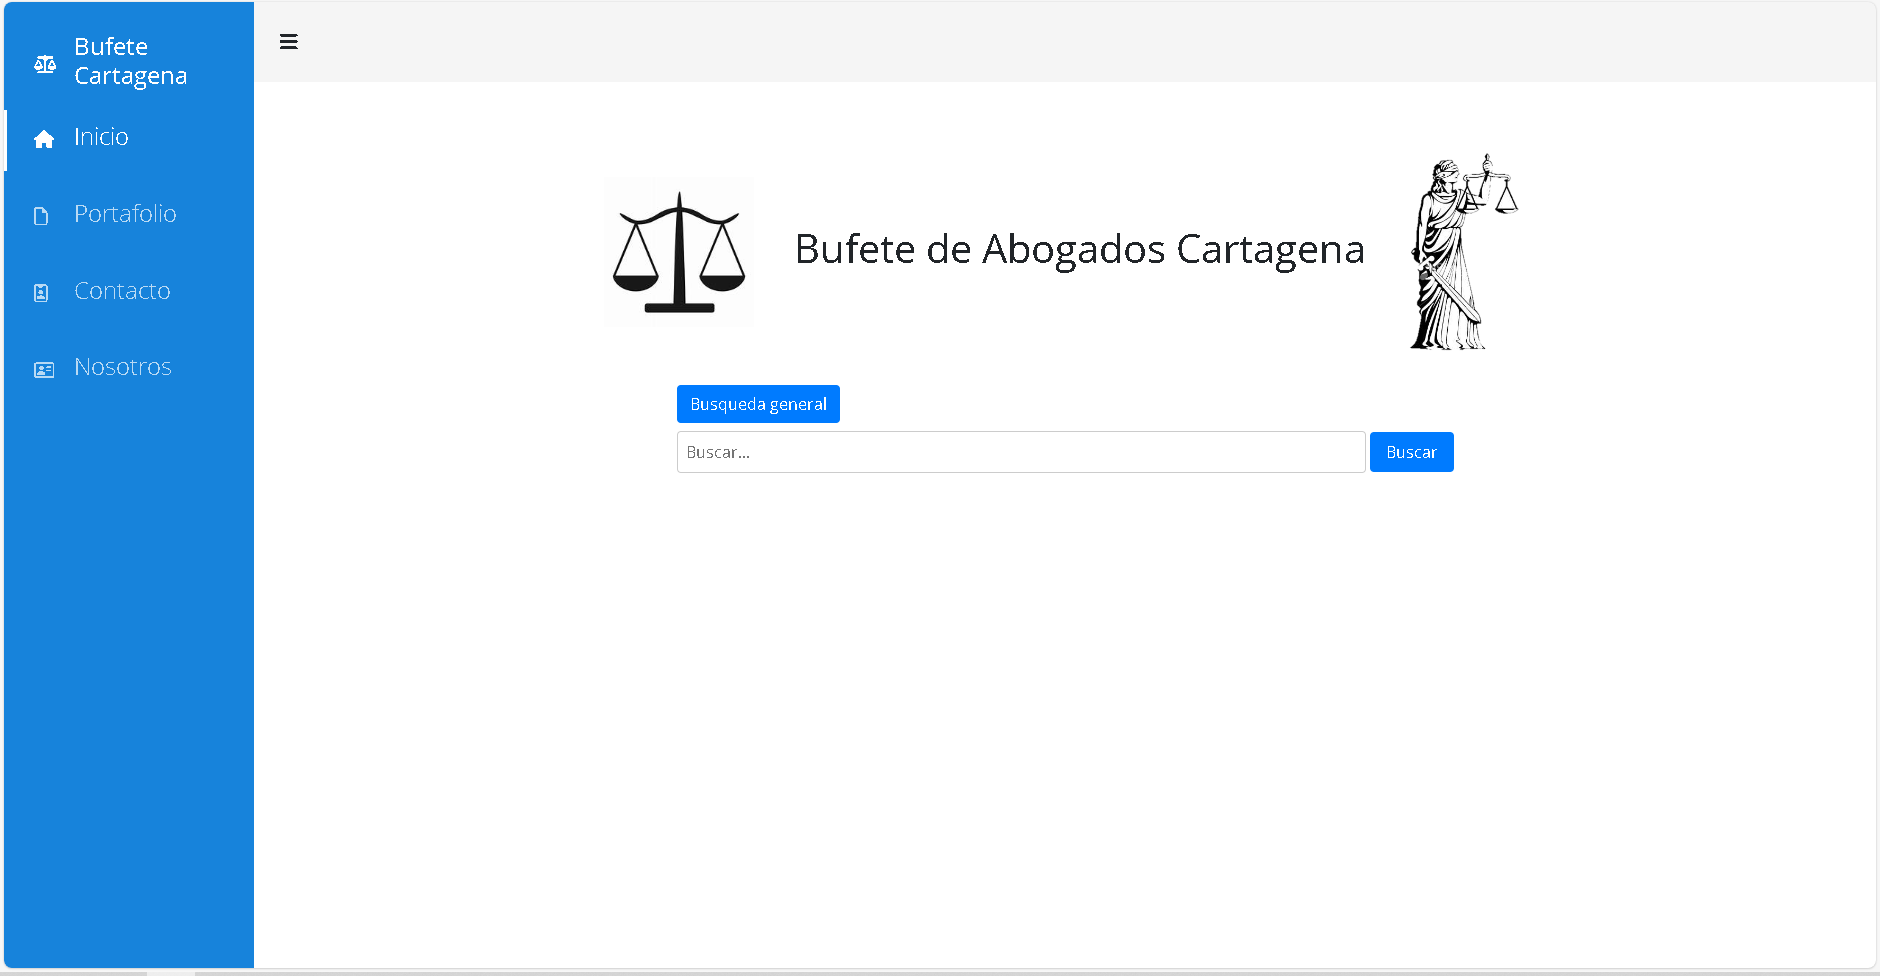 Bufete
Cartagena
Inicio
Portafolio
Contacto
Nosotros
Bufete de Abogados Cartagena
Busqueda general
Buscar...
Buscar